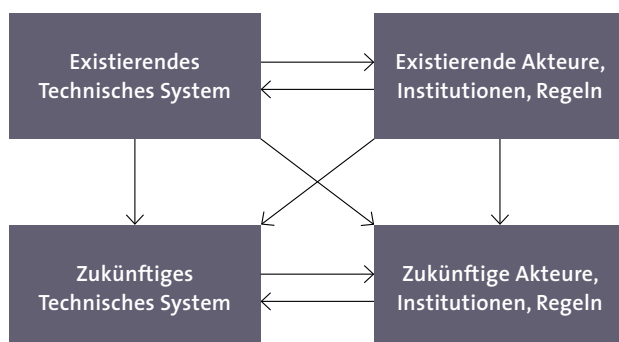 Existierendes
Technisches System
Existierende Akteure,
Institutionen, Regeln
Zukünftiges
Technisches System
Zukünftige Akteure,
Institutionen, Regeln